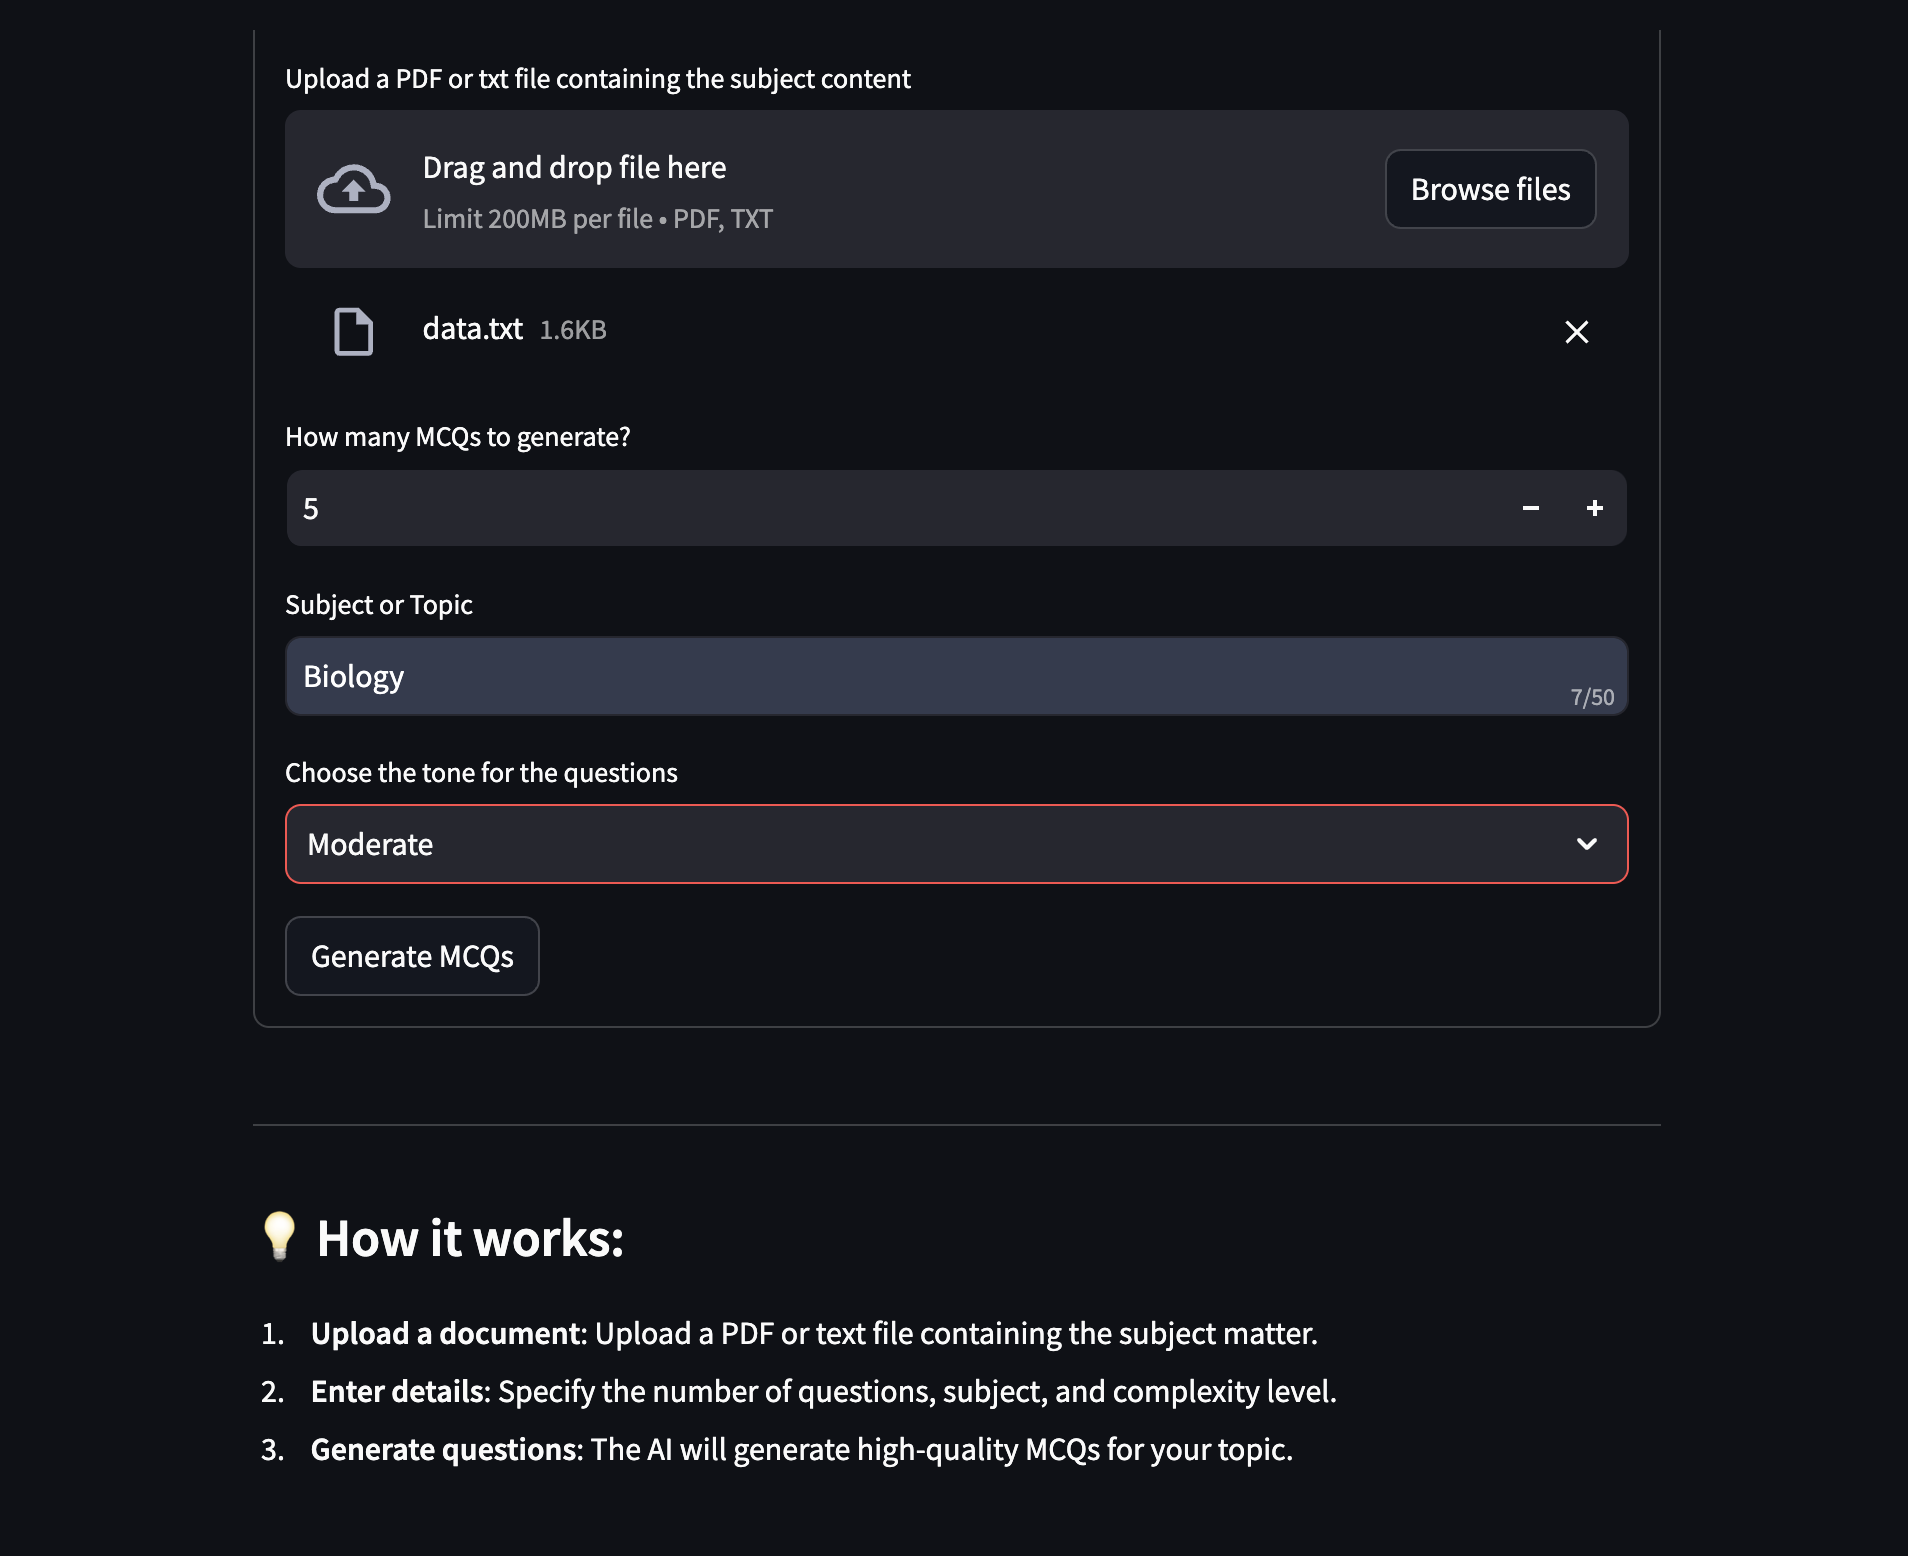 Upload a PDF or txt file containing the subject content
Drag and drop file here
Limit 200MB per file • PDF, TXT
Browse files
data.txt 1.6KB
How many MCQs to generate?
5
Subject or Topic
Biology
7/50
Choose the tone for the questions
Moderate
Generate MCQs
How it works:
1. Upload a document: Upload a PDF or text file containing the subject matter.
2. Enter details: Specify the number of questions, subject, and complexity level.
3. Generate questions: The AI will generate high-quality MCQs for your topic.